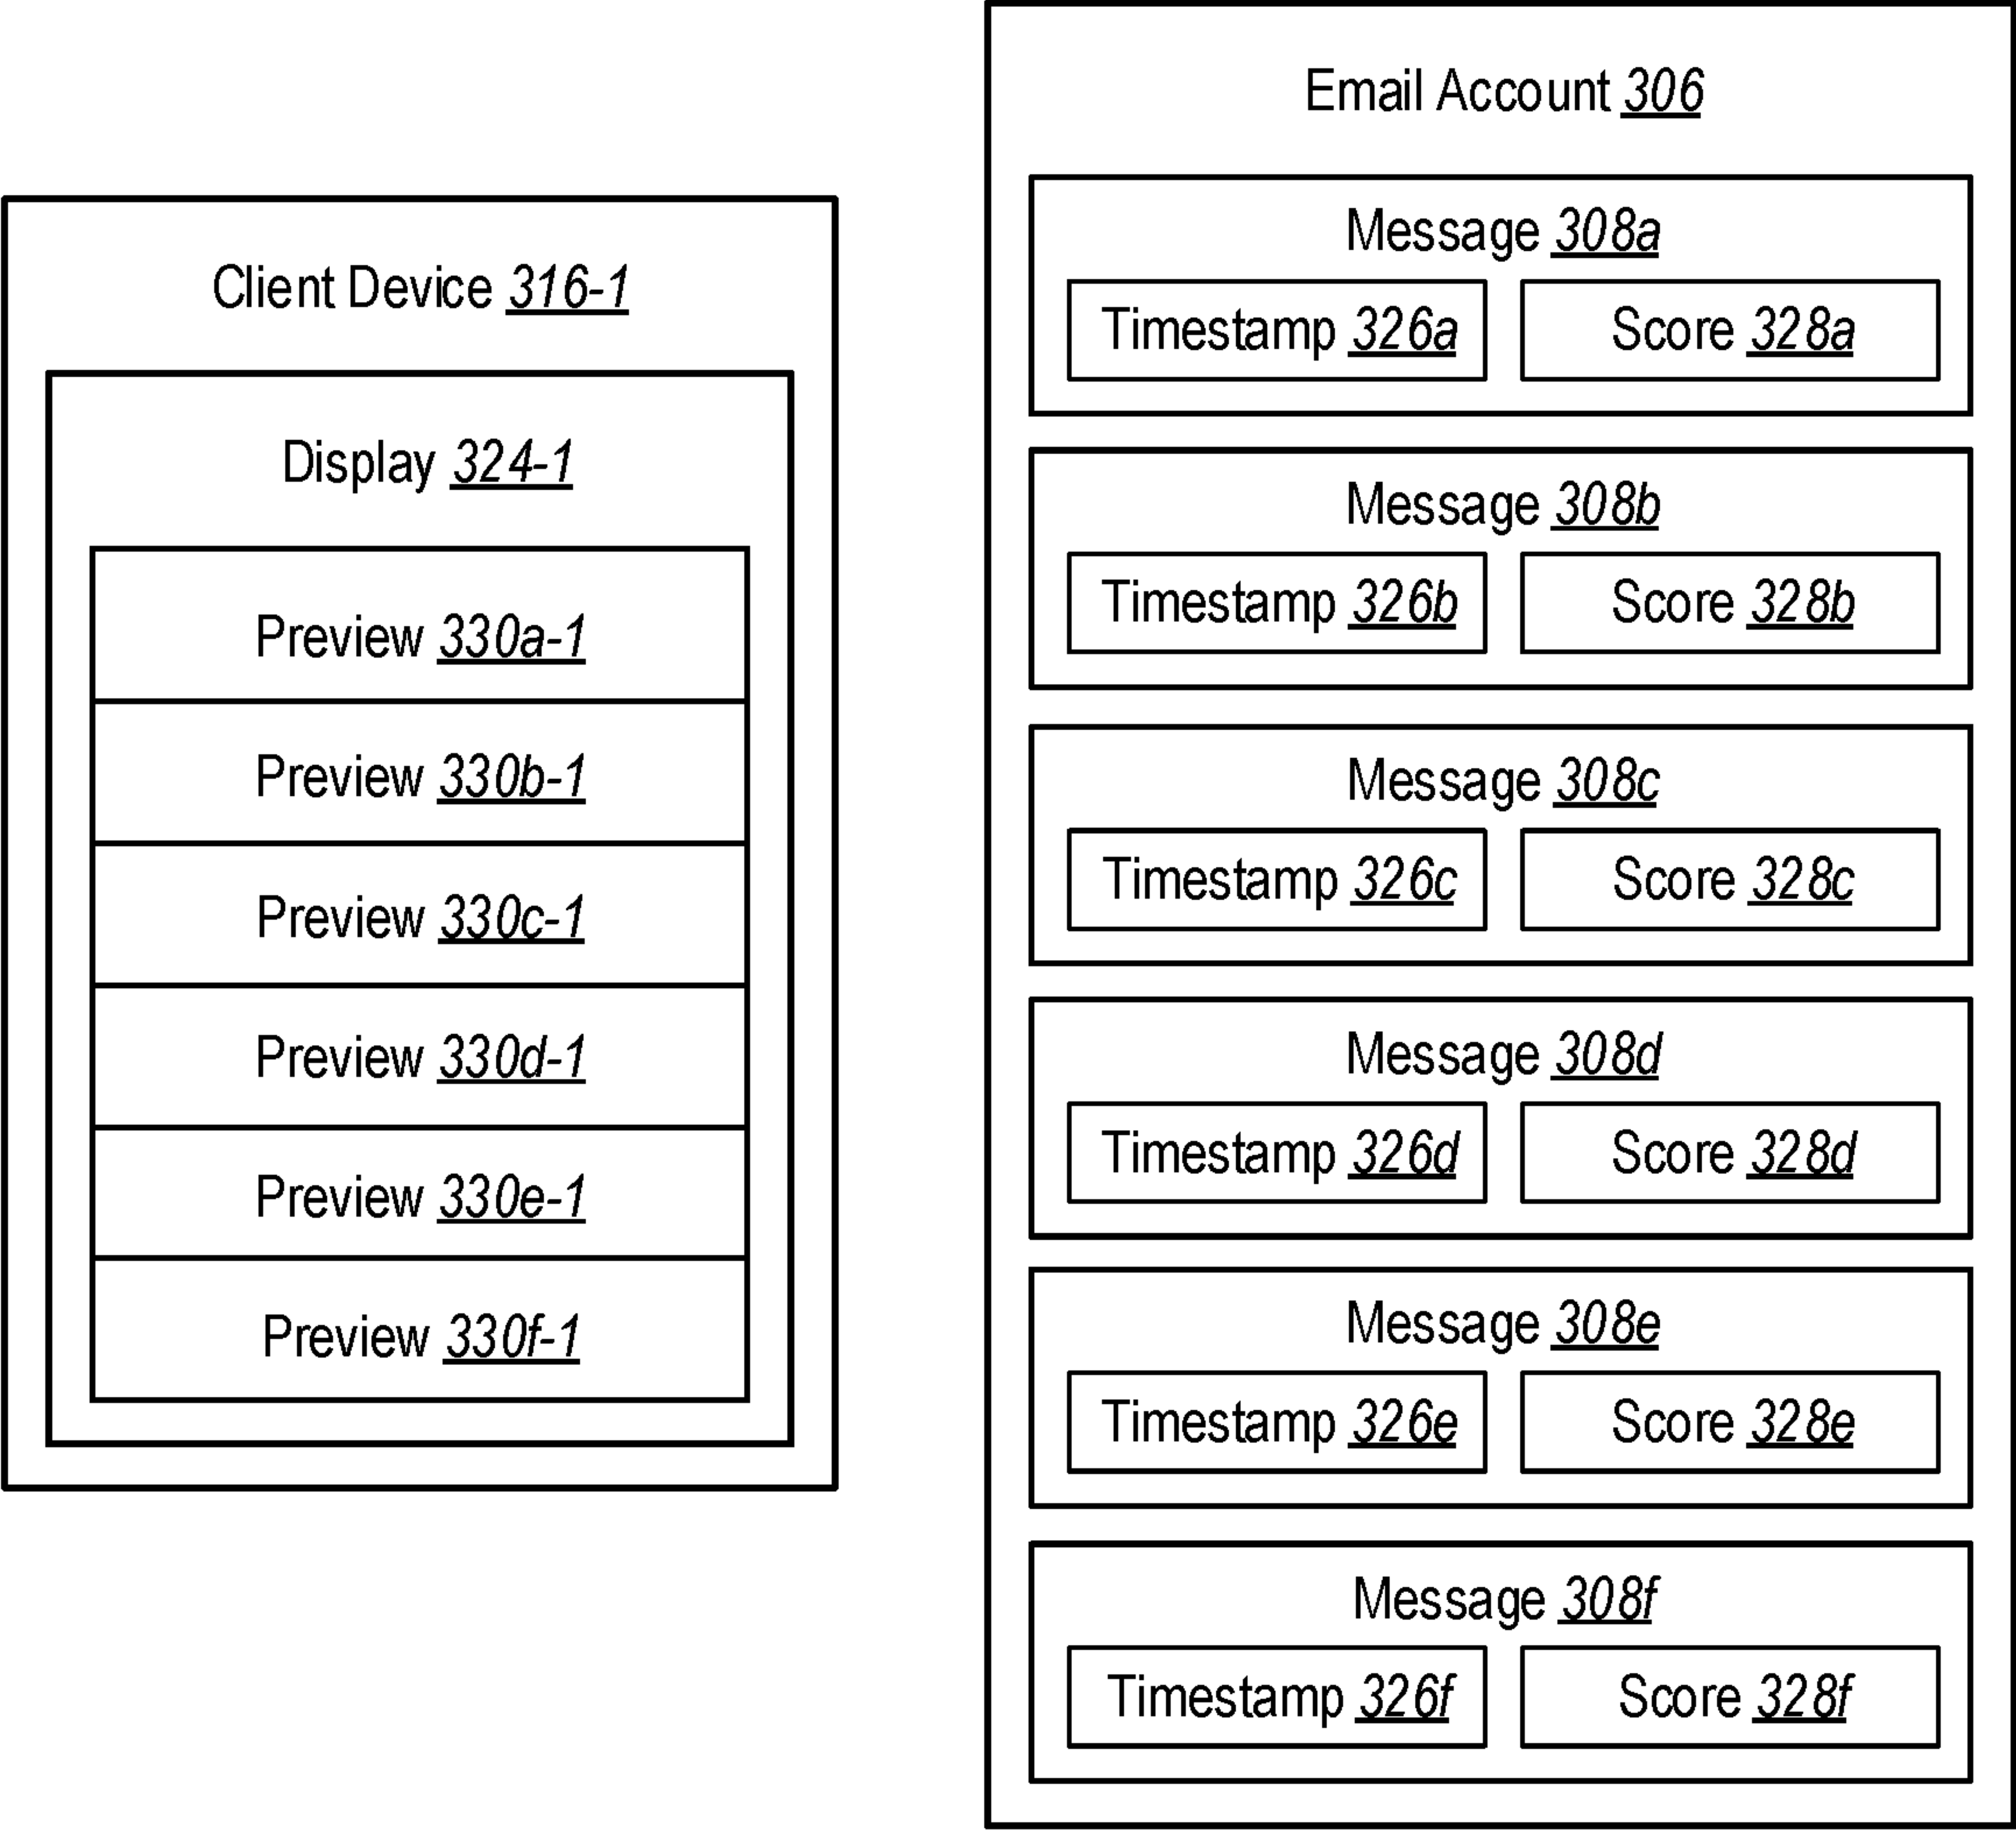 Client Device 316-1
Display 324-1
Preview 330a-1
Preview 330b-1
Preview 330c-1
Preview 330d-1
Preview 330e-1
Preview 330f-1
Email Account 306
Message 308a
Timestamp 326a Score 328a
Message 308b
Timestamp 326b Score 328b
Message 308c
Timestamp 326c Score 328c
Message 308d
Timestamp 326d Score 328d
Message 308e
Timestamp 326e Score 328e
Message 308f
Timestamp 326f Score 328f